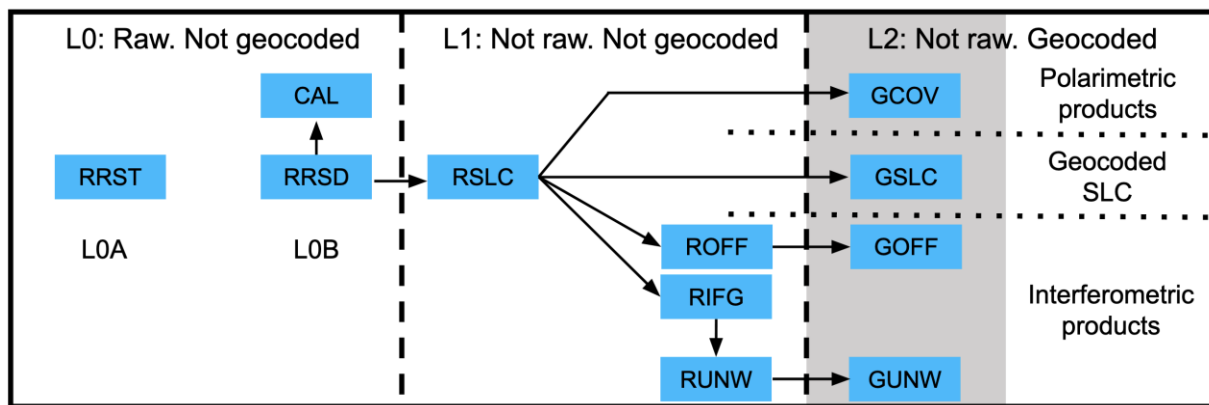 L0: Raw. Not geocoded
L1: Not raw. Not geocoded
L2: Not raw. Geocoded
CAL
GCOV
Polarimetric
products
RRST
RRSD
RSLC
GSLC
Geocoded
SLC
L0A
L0B
ROFF
GOFF
RIFG
Interferometric
products
RUNW
GUNW